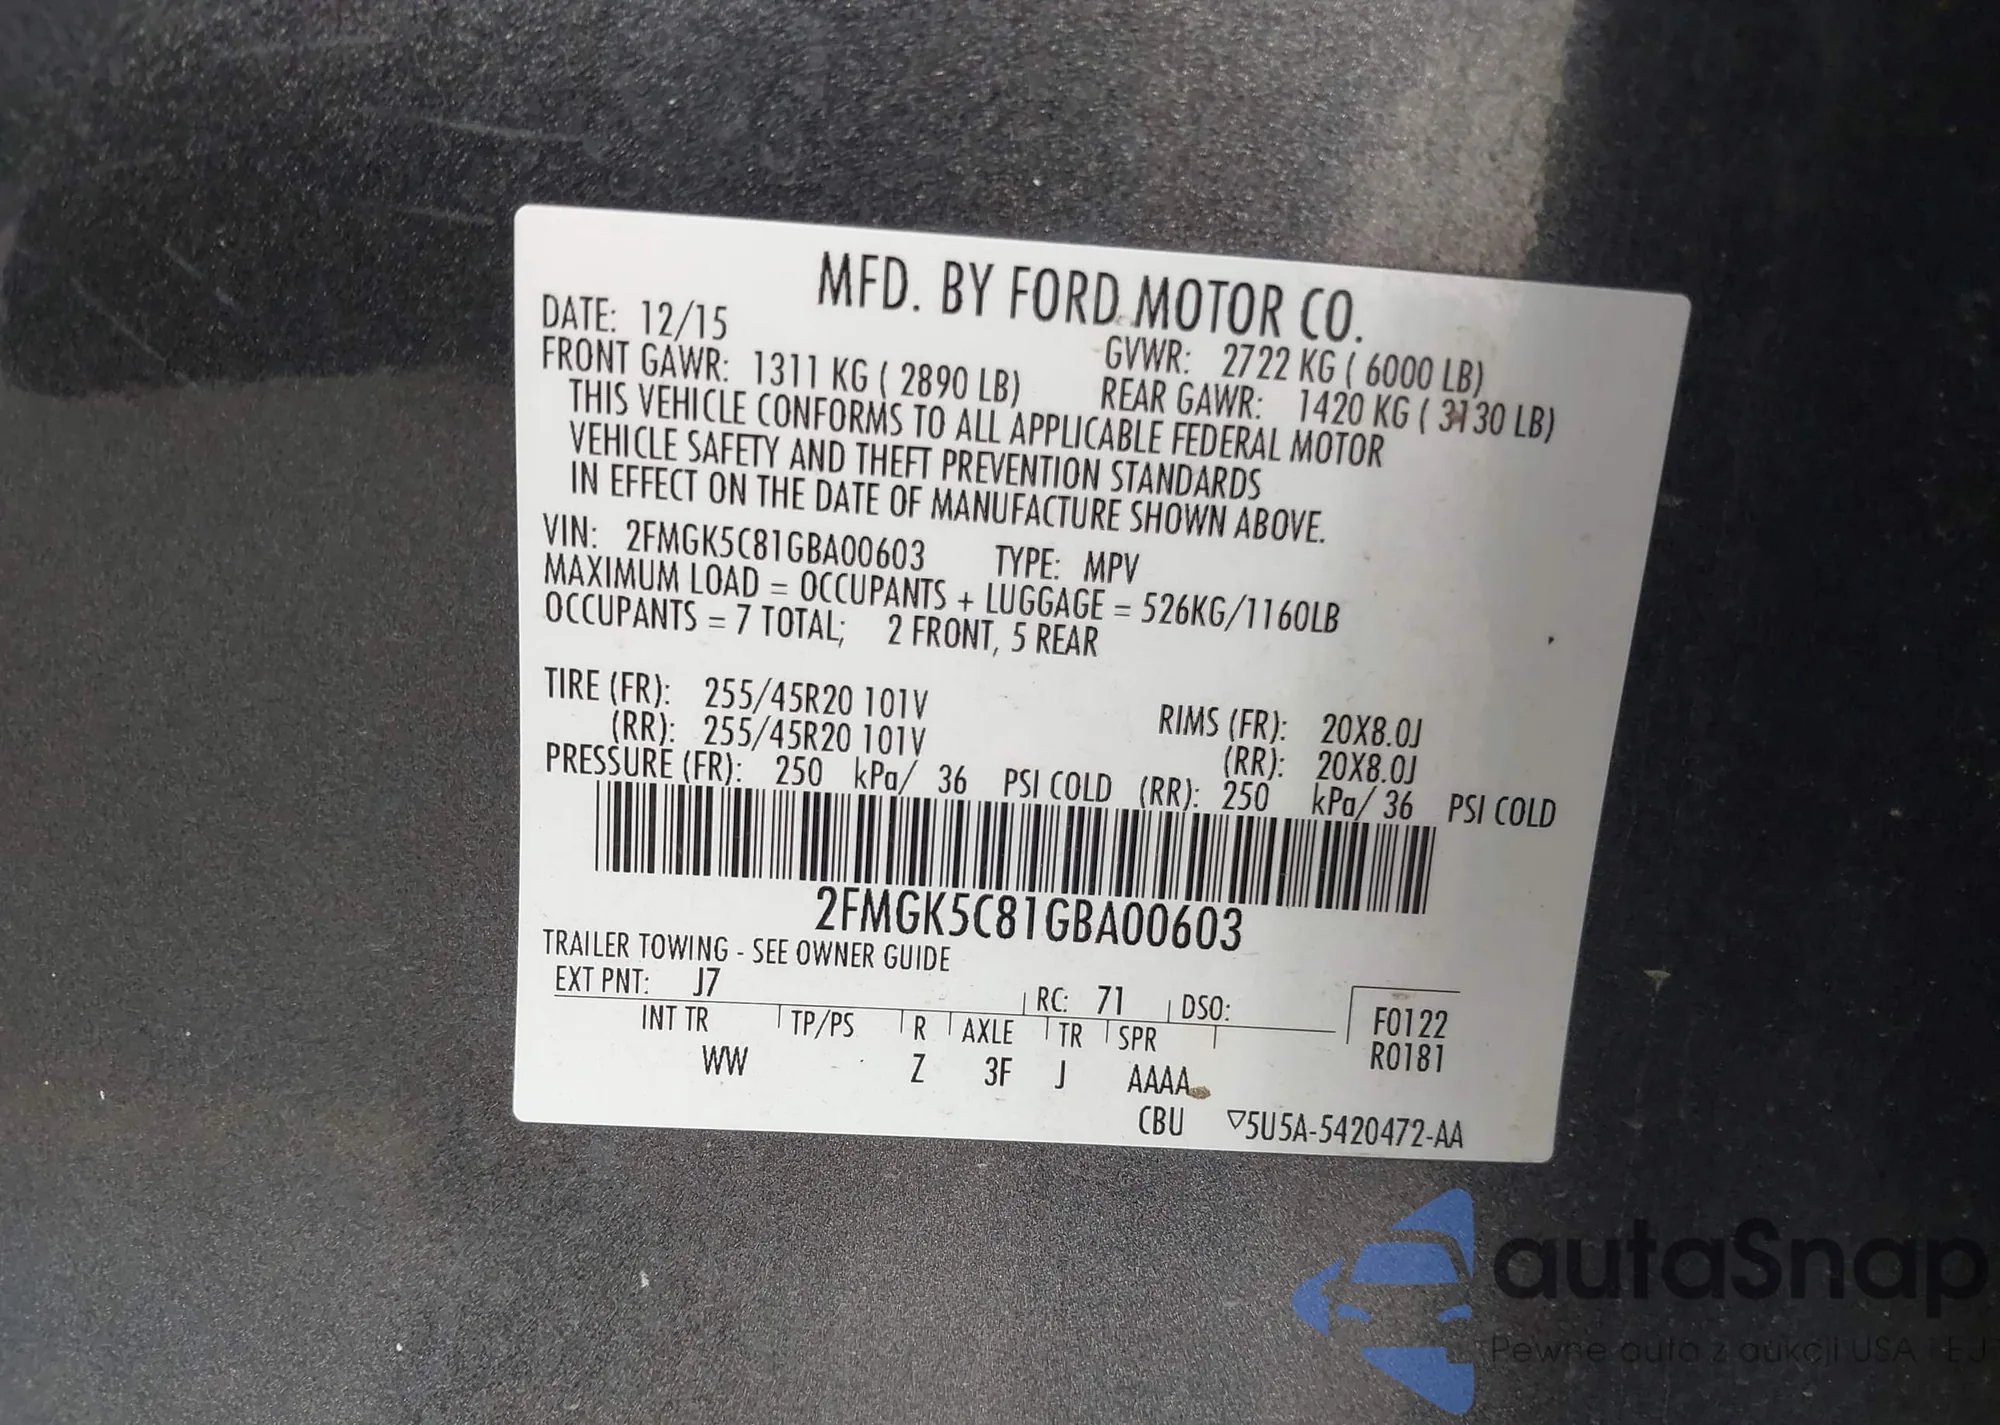 MFD. BY FORD MOTOR CO.
DATE: 12/15 GVWR: 2722 KG ( 6000 LB)
FRONT GAWR: 1311 KG ( 2890 LB) REAR GAWR: 1420 KG ( 3130 LB)
THIS VEHICLE CONFORMS TO ALL APPLICABLE FEDERAL MOTOR
VEHICLE SAFETY AND THEFT PREVENTION STANDARDS
IN EFFECT ON THE DATE OF MANUFACTURE SHOWN ABOVE.
VIN: 2FMGK5C81GBA00603 TYPE: MPV
MAXIMUM LOAD = OCCUPANTS + LUGGAGE = 526KG/1160LB
OCCUPANTS = 7 TOTAL; 2 FRONT, 5 REAR
TIRE (FR): 255/45R20 101V RIMS (FR): 20X8.0J
(RR): 255/45R20 101V (RR): 20X8.0J
PRESSURE (FR): 250 kPa/ 36 PSI COLD (RR): 250 kPa/ 36 PSI COLD
2FMGK5C81GBA00603
TRAILER TOWING - SEE OWNER GUIDE
EXT PNT: J7 RC: 71 DSO:
INT TR TP/PS R AXLE TR SPR F0122
WW Z 3F J AAAA R0181
CBU ▽5U5A-5420472-AA
autaSnap
Pewne auta z aukcji USA i EJ